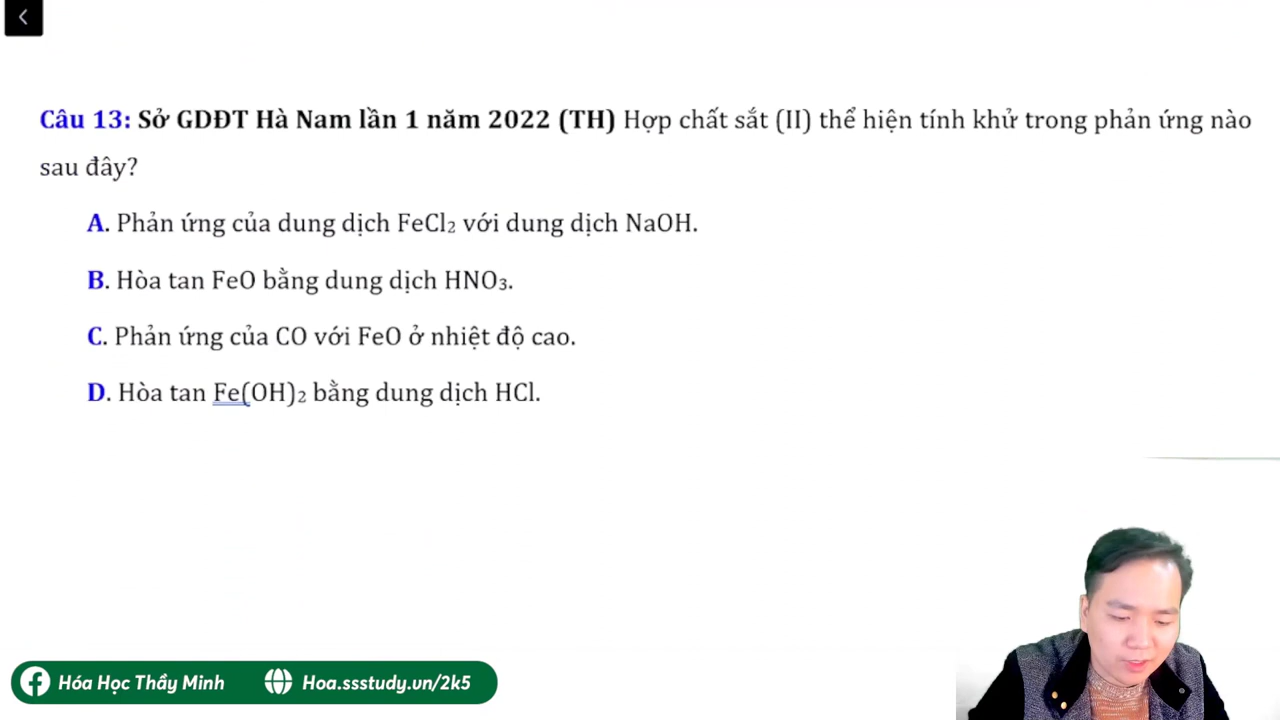 Câu 13: Sở GDĐT Hà Nam lần 1 năm 2022 (TH) Hợp chất sắt (II) thể hiện tính khử trong phản ứng nào
sau đây?
A. Phản ứng của dung dịch FeCl₂ với dung dịch NaOH.
B. Hòa tan FeO bằng dung dịch HNO₃.
C. Phản ứng của CO với FeO ở nhiệt độ cao.
D. Hòa tan Fe(OH)₂ bằng dung dịch HCl.
Hóa Học Thầy Minh Hoa.ssstudy.vn/2k5